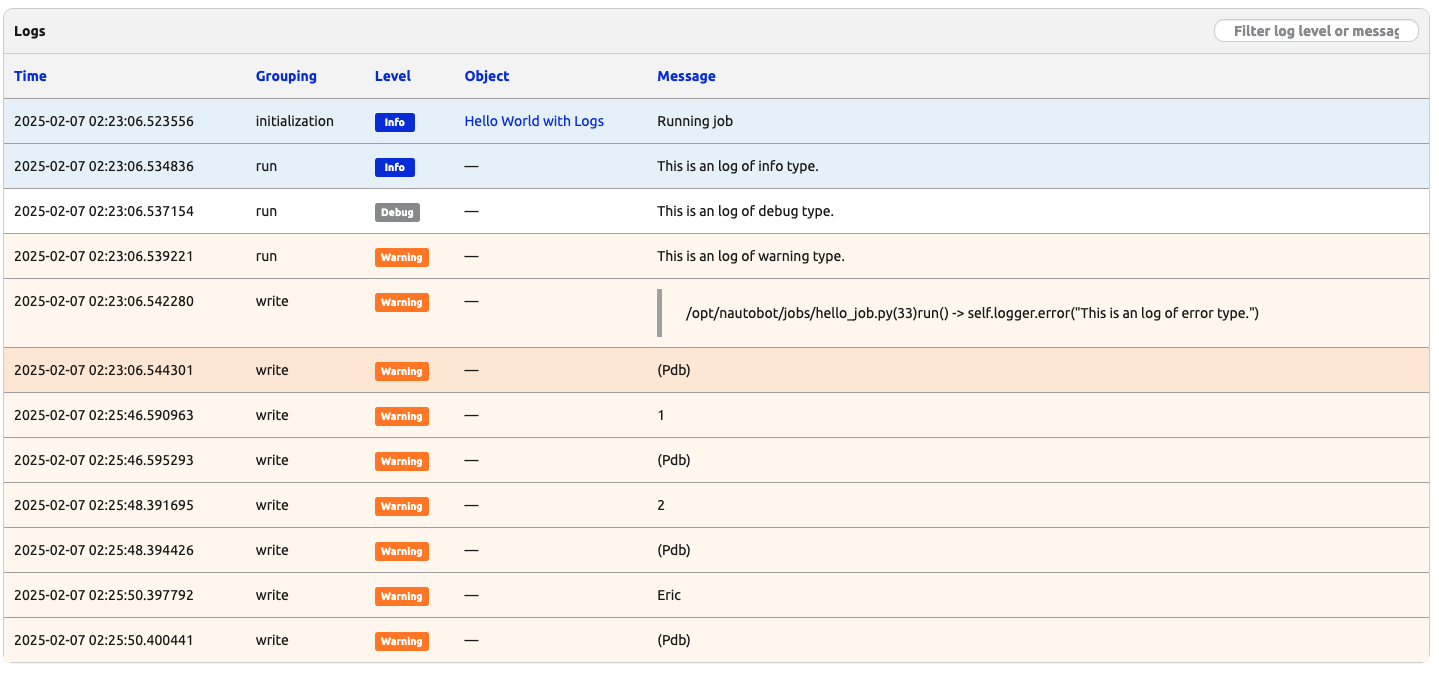 Logs Filter log level or messag
Time Grouping Level Object Message
2025-02-07 02:23:06.523556 initialization Info Hello World with Logs Running job
2025-02-07 02:23:06.534836 run Info — This is an log of info type.
2025-02-07 02:23:06.537154 run Debug — This is an log of debug type.
2025-02-07 02:23:06.539221 run Warning — This is an log of warning type.
2025-02-07 02:23:06.542280 write Warning — /opt/nautobot/jobs/hello_job.py(33)run() -> self.logger.error("This is an log of error type.")
2025-02-07 02:23:06.544301 write Warning — (Pdb)
2025-02-07 02:25:46.590963 write Warning — 1
2025-02-07 02:25:46.595293 write Warning — (Pdb)
2025-02-07 02:25:48.391695 write Warning — 2
2025-02-07 02:25:48.394426 write Warning — (Pdb)
2025-02-07 02:25:50.397792 write Warning — Eric
2025-02-07 02:25:50.400441 write Warning — (Pdb)